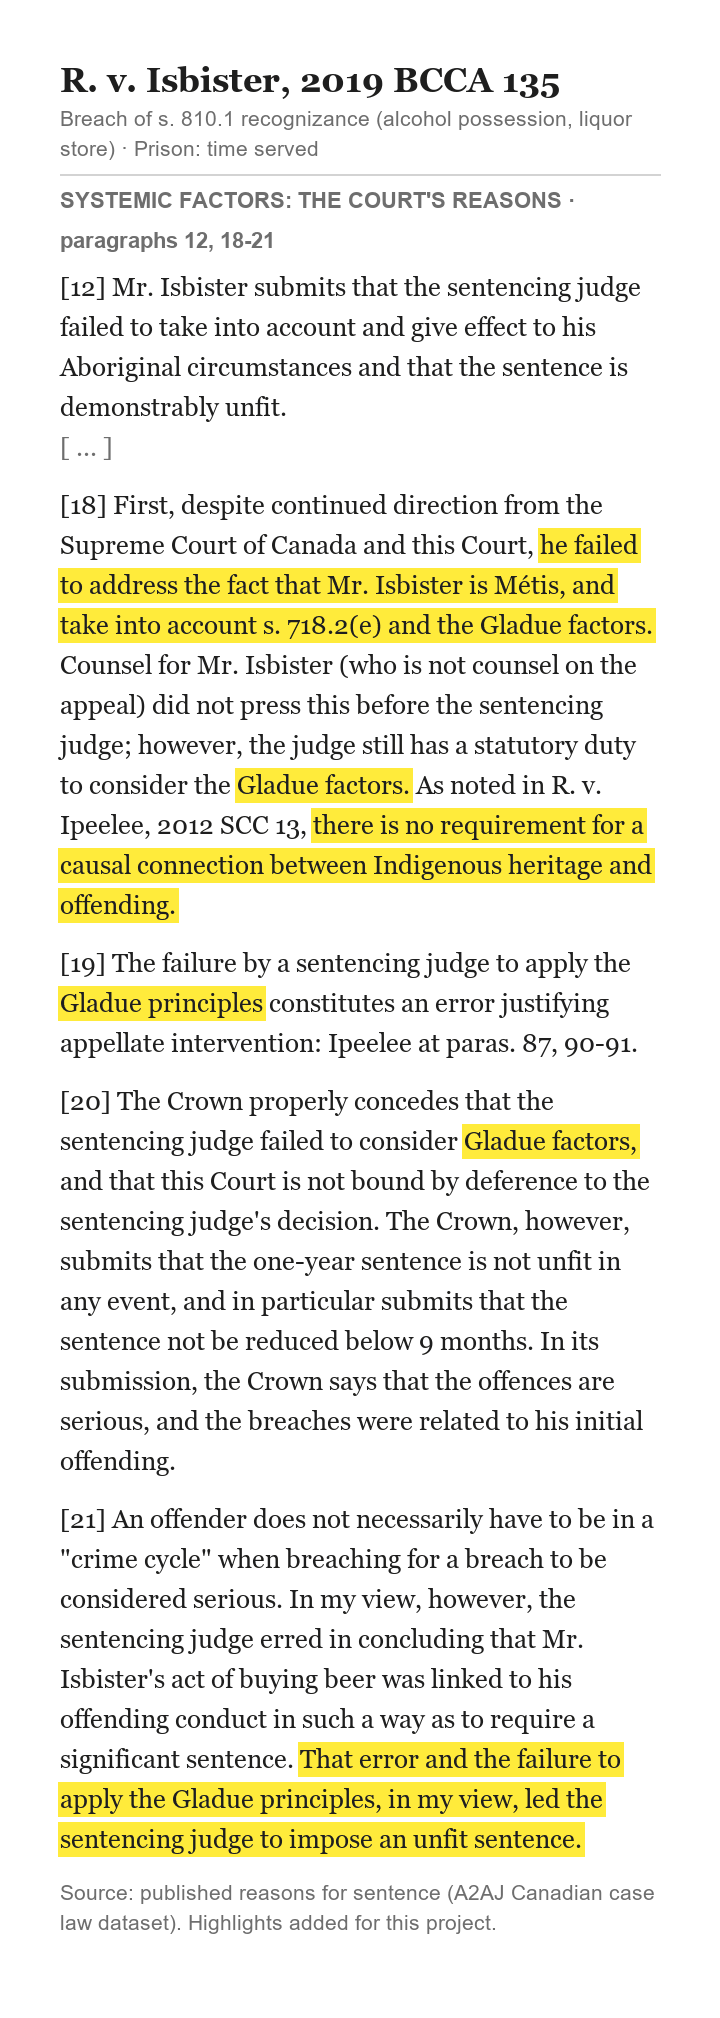 R. v. Isbister, 2019 BCCA 135
Breach of s. 810.1 recognizance (alcohol possession, liquor
store) · Prison: time served
SYSTEMIC FACTORS: THE COURT'S REASONS ·
paragraphs 12, 18-21
[12] Mr. Isbister submits that the sentencing judge
failed to take into account and give effect to his
Aboriginal circumstances and that the sentence is
demonstrably unfit.
[ ... ]
[18] First, despite continued direction from the
Supreme Court of Canada and this Court, he failed
to address the fact that Mr. Isbister is Métis, and
take into account s. 718.2(e) and the Gladue factors.
Counsel for Mr. Isbister (who is not counsel on the
appeal) did not press this before the sentencing
judge; however, the judge still has a statutory duty
to consider the Gladue factors. As noted in R. v.
Ipeelee, 2012 SCC 13, there is no requirement for a
causal connection between Indigenous heritage and
offending.
[19] The failure by a sentencing judge to apply the
Gladue principles constitutes an error justifying
appellate intervention: Ipeelee at paras. 87, 90-91.
[20] The Crown properly concedes that the
sentencing judge failed to consider Gladue factors,
and that this Court is not bound by deference to the
sentencing judge's decision. The Crown, however,
submits that the one-year sentence is not unfit in
any event, and in particular submits that the
sentence not be reduced below 9 months. In its
submission, the Crown says that the offences are
serious, and the breaches were related to his initial
offending.
[21] An offender does not necessarily have to be in a
"crime cycle" when breaching for a breach to be
considered serious. In my view, however, the
sentencing judge erred in concluding that Mr.
Isbister's act of buying beer was linked to his
offending conduct in such a way as to require a
significant sentence. That error and the failure to
apply the Gladue principles, in my view, led the
sentencing judge to impose an unfit sentence.
Source: published reasons for sentence (A2AJ Canadian case
law dataset). Highlights added for this project.